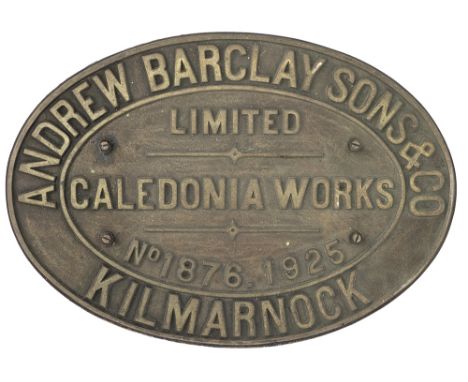 ANDREW BARCLAY SONS & CO
LIMITED
CALEDONIA WORKS
No 1876. 1925
KILMARNOCK